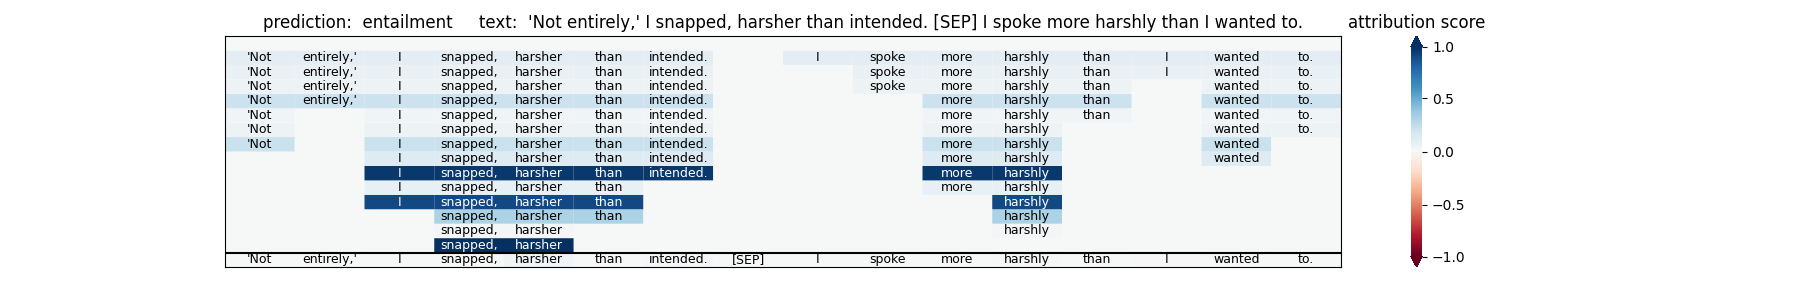 prediction:  entailment     text:  'Not entirely,' I snapped, harsher than intended. [SEP] I spoke more harshly than I wanted to.
attribution score
'Not entirely,' I snapped, harsher than intended. I spoke more harshly than I wanted to.
'Not entirely,' I snapped, harsher than intended. spoke more harshly than I wanted to.
'Not entirely,' I snapped, harsher than intended. spoke more harshly than wanted to.
'Not entirely,' I snapped, harsher than intended. more harshly than wanted to.
'Not I snapped, harsher than intended. more harshly than wanted to.
'Not I snapped, harsher than intended. more harshly wanted to.
'Not I snapped, harsher than intended. more harshly wanted
I snapped, harsher than intended. more harshly wanted
I snapped, harsher than intended. more harshly
I snapped, harsher than more harshly
I snapped, harsher than harshly
snapped, harsher than harshly
snapped, harsher harshly
snapped, harsher
'Not entirely,' I snapped, harsher than intended. [SEP] I spoke more harshly than I wanted to.
1.0
0.5
0.0
−0.5
−1.0